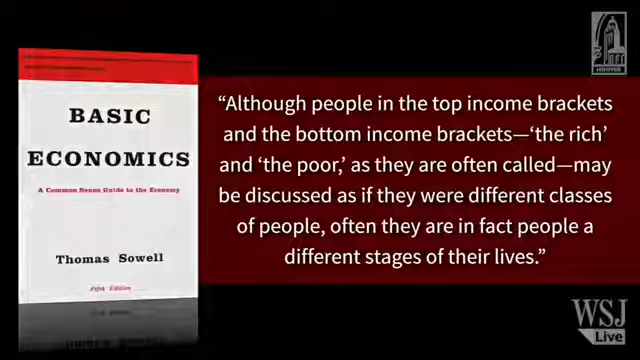 BASIC
ECONOMICS
A Common Sense Guide to the Economy
Thomas Sowell
Fifth Edition
“Although people in the top income brackets
and the bottom income brackets—‘the rich’
and ‘the poor,’ as they are often called—may
be discussed as if they were different classes
of people, often they are in fact people a
different stages of their lives.”
HOOVER
WSJ
Live